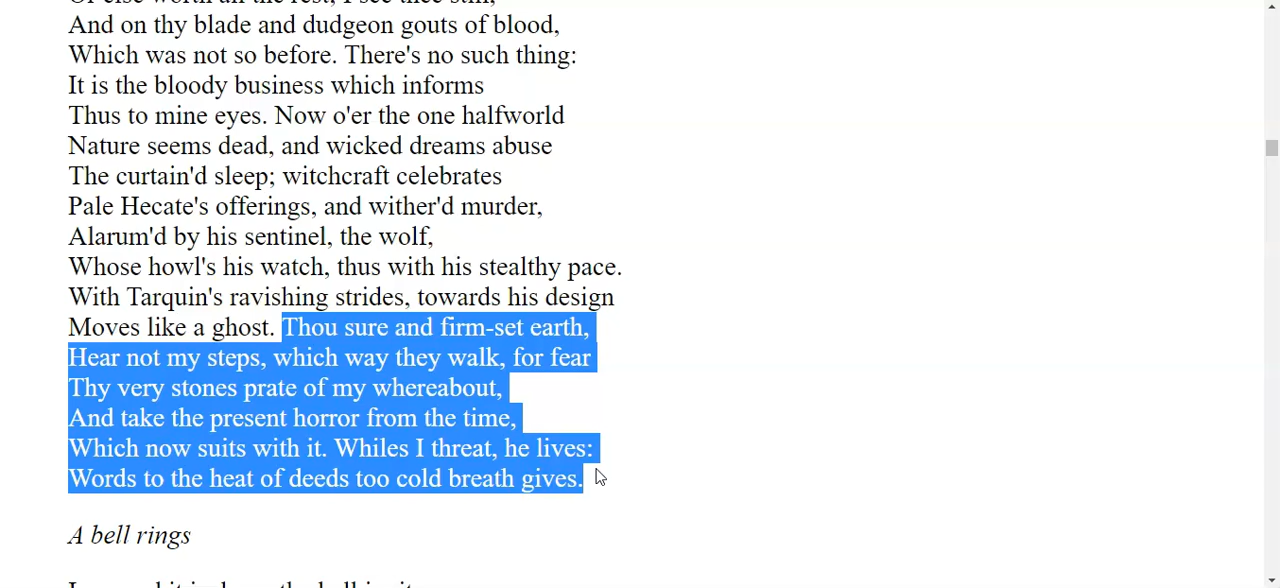 And on thy blade and dudgeon gouts of blood,
Which was not so before. There's no such thing:
It is the bloody business which informs
Thus to mine eyes. Now o'er the one halfworld
Nature seems dead, and wicked dreams abuse
The curtain'd sleep; witchcraft celebrates
Pale Hecate's offerings, and wither'd murder,
Alarum'd by his sentinel, the wolf,
Whose howl's his watch, thus with his stealthy pace.
With Tarquin's ravishing strides, towards his design
Moves like a ghost. Thou sure and firm-set earth,
Hear not my steps, which way they walk, for fear
Thy very stones prate of my whereabout,
And take the present horror from the time,
Which now suits with it. Whiles I threat, he lives:
Words to the heat of deeds too cold breath gives.
A bell rings